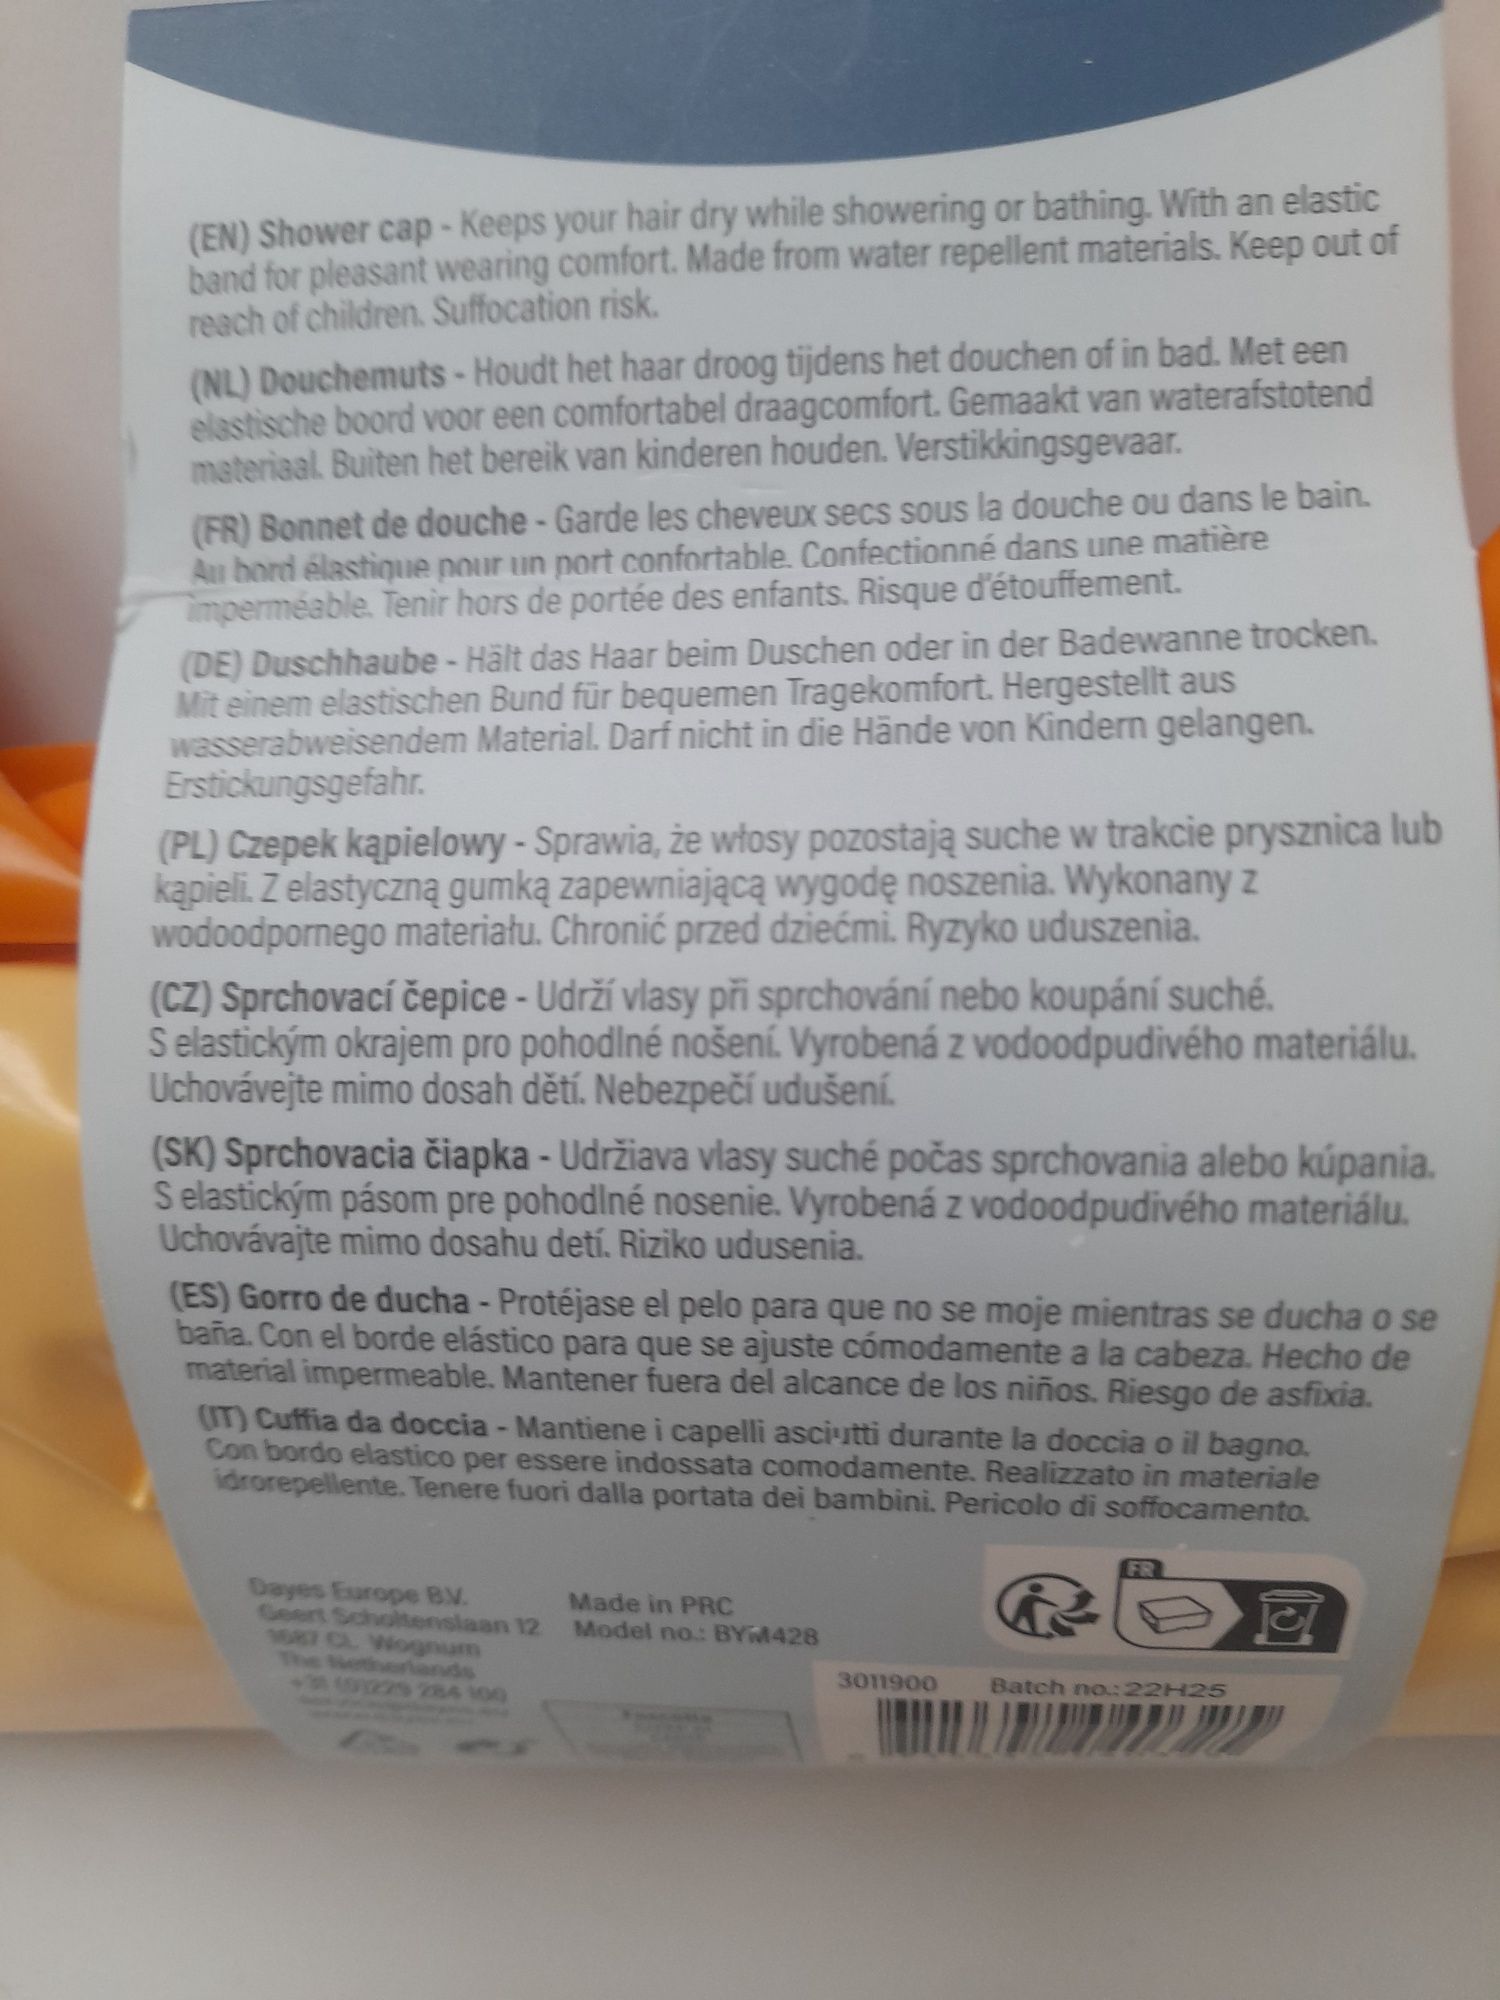 (EN) Shower cap - Keeps your hair dry while showering or bathing. With an elastic
band for pleasant wearing comfort. Made from water repellent materials. Keep out of
reach of children. Suffocation risk.
(NL) Douchemuts - Houdt het haar droog tijdens het douchen of in bad. Met een
elastische boord voor een comfortabel draagcomfort. Gemaakt van waterafstotend
materiaal. Buiten het bereik van kinderen houden. Verstikkingsgevaar.
(FR) Bonnet de douche - Garde les cheveux secs sous la douche ou dans le bain.
Au bord élastique pour un port confortable. Confectionné dans une matière
imperméable. Tenir hors de portée des enfants. Risque d'étouffement.
(DE) Duschhaube - Hält das Haar beim Duschen oder in der Badewanne trocken.
Mit einem elastischen Bund für bequemen Tragekomfort. Hergestellt aus
wasserabweisendem Material. Darf nicht in die Hände von Kindern gelangen.
Erstickungsgefahr.
(PL) Czepek kąpielowy - Sprawia, że włosy pozostają suche w trakcie prysznica lub
kąpieli. Z elastyczną gumką zapewniającą wygodę noszenia. Wykonany z
wodoodpornego materiału. Chronić przed dziećmi. Ryzyko uduszenia.
(CZ) Sprchovací čepice - Udrží vlasy při sprchování nebo koupání suché.
S elastickým okrajem pro pohodlné nošení. Vyrobená z vodoodpudivého materiálu.
Uchovávejte mimo dosah dětí. Nebezpečí udušení.
(SK) Sprchovacia čiapka - Udržiava vlasy suché počas sprchovania alebo kúpania.
S elastickým pásom pre pohodlné nosenie. Vyrobená z vodoodpudivého materiálu.
Uchovávajte mimo dosahu detí. Riziko udusenia.
(ES) Gorro de ducha - Protéjase el pelo para que no se moje mientras se ducha o se
baña. Con el borde elástico para que se ajuste cómodamente a la cabeza. Hecho de
material impermeable. Mantener fuera del alcance de los niños. Riesgo de asfixia.
(IT) Cuffia da doccia - Mantiene i capelli asciutti durante la doccia o il bagno.
Con bordo elastico per essere indossata comodamente. Realizzato in materiale
idrorepellente. Tenere fuori dalla portata dei bambini. Pericolo di soffocamento.
Dayes Europe B.V.
Geert Scholtenslaan 12
1687 CL Wognum
The Netherlands
+31 (0)229 284 100
Made in PRC
Model no.: BYM428
FR
3011900 Batch no.: 22H25